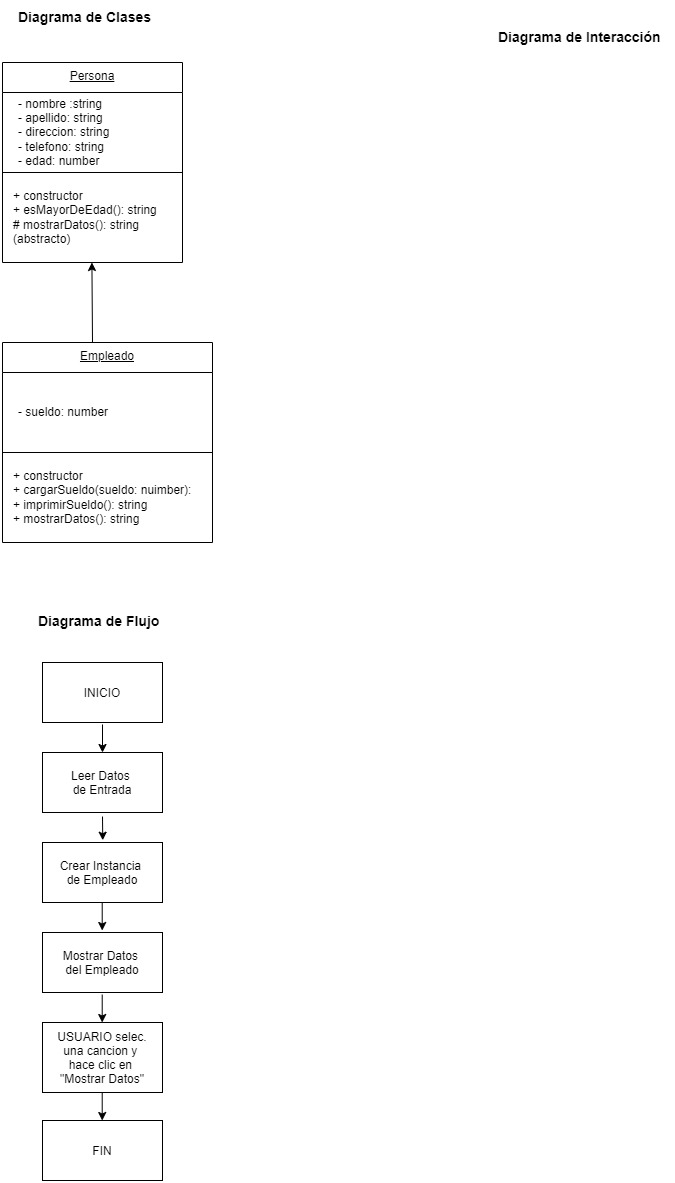 Diagrama de Clases
Diagrama de Interacción
Persona
- nombre :string
- apellido: string
- direccion: string
- telefono: string
- edad: number
+ constructor
+ esMayorDeEdad(): string
# mostrarDatos(): string
(abstracto)
Empleado
- sueldo: number
+ constructor
+ cargarSueldo(sueldo: nuimber):
+ imprimirSueldo(): string
+ mostrarDatos(): string
Diagrama de Flujo
INICIO
Leer Datos
de Entrada
Crear Instancia
de Empleado
Mostrar Datos
del Empleado
USUARIO selec.
una cancion y
hace clic en
"Mostrar Datos"
FIN